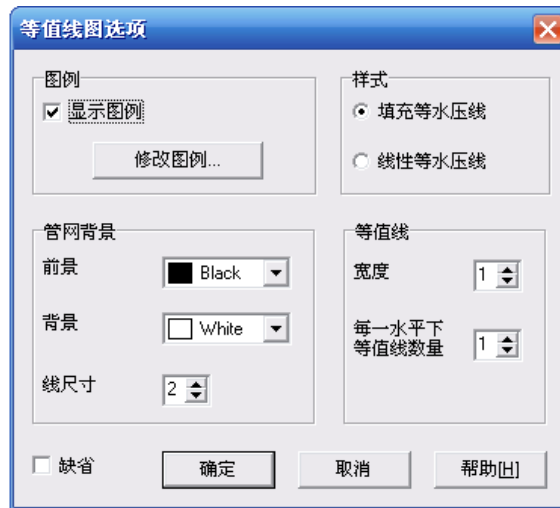 等值线图选项
图例
显示图例
修改图例...
样式
填充等水压线
线性等水压线
管网背景
前景
Black
背景
White
线尺寸
2
等值线
宽度
1
每一水平下
等值线数量
1
缺省
确定
取消
帮助[H]